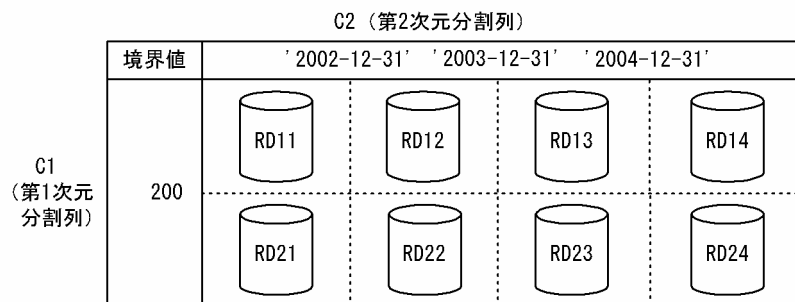 C2（第2次元分割列）
境界値 '2002-12-31' '2003-12-31' '2004-12-31'
RD11 RD12 RD13 RD14
C1
（第1次元
分割列）
200
RD21 RD22 RD23 RD24